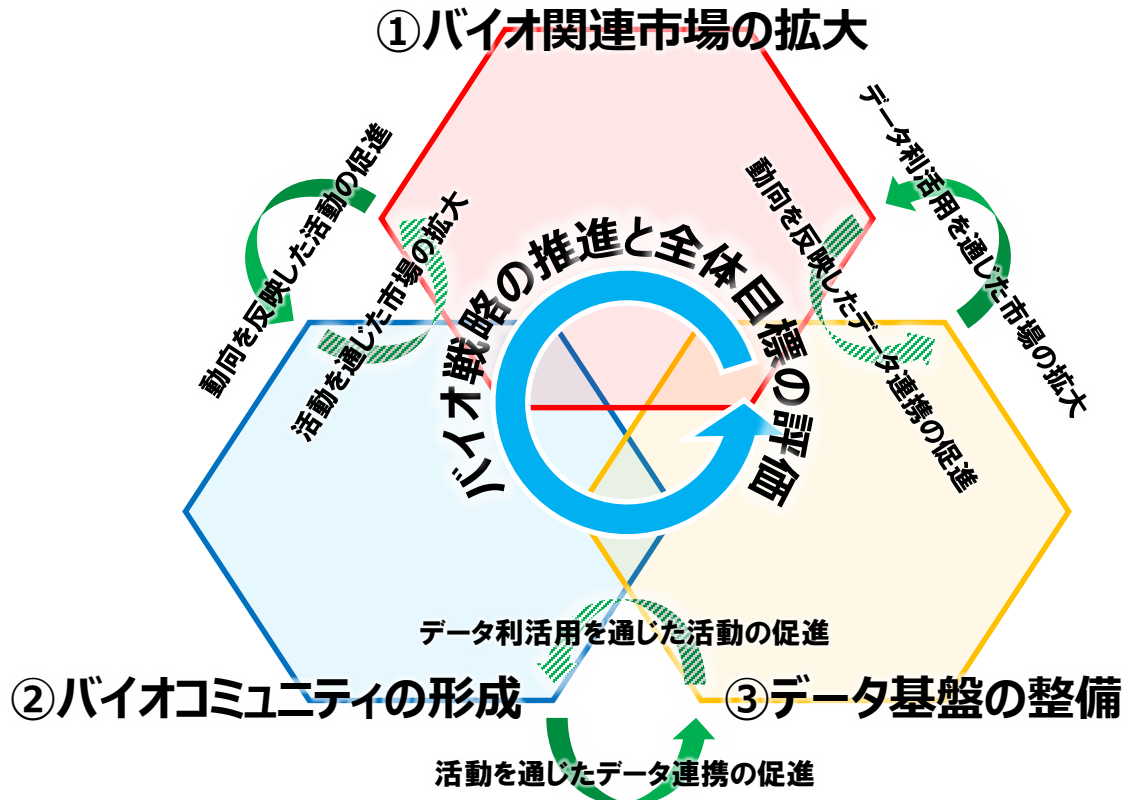 ①バイオ関連市場の拡大
動向を反映した活動の促進
活動を通じた市場の拡大
データ利活用を通じた市場の拡大
動向を反映したデータ連携の促進
バイオ戦略の推進と全体目標の評価
データ利活用を通じた活動の促進
②バイオコミュニティの形成
③データ基盤の整備
活動を通じたデータ連携の促進